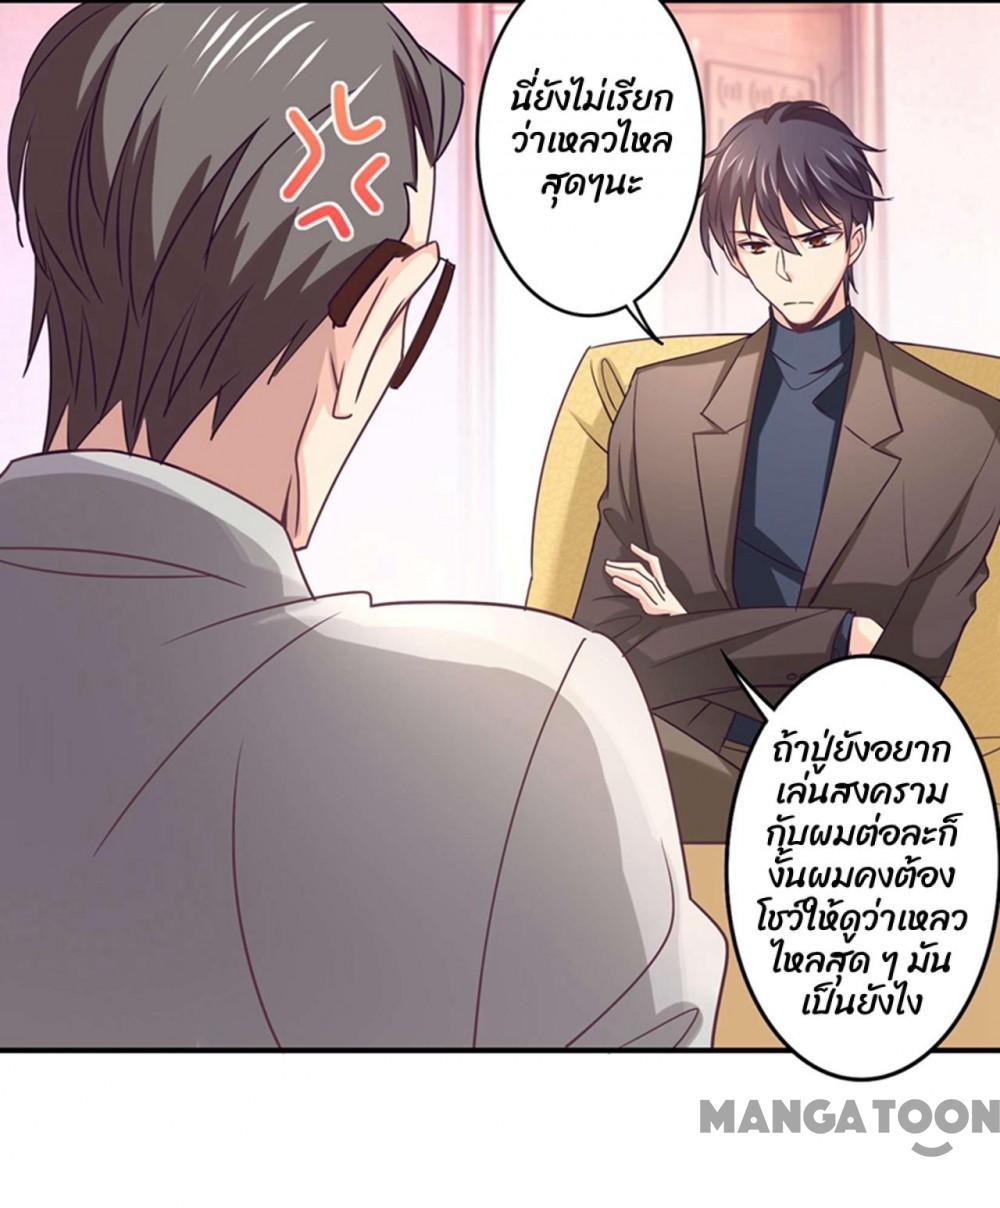 นี่ยังไม่เรียก
ว่าเหลวไหล
สุดๆนะ
ถ้าปู่ยังอยาก
เล่นสงคราม
กับผมต่อละก็
งั้นผมคงต้อง
โชว์ให้ดูว่าเหลว
ไหลสุด ๆ มัน
เป็นยังไง
MANGATOON